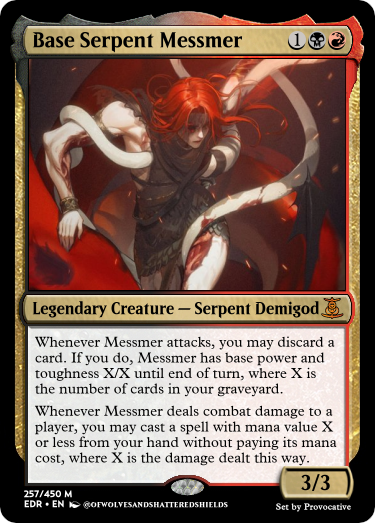 Base Serpent Messmer 1
Legendary Creature — Serpent Demigod
Whenever Messmer attacks, you may discard a
card. If you do, Messmer has base power and
toughness X/X until end of turn, where X is
the number of cards in your graveyard.
Whenever Messmer deals combat damage to a
player, you may cast a spell with mana value X
or less from your hand without paying its mana
cost, where X is the damage dealt this way.
3/3
257/450 M
EDR • EN @OFWOLVESANDSHATTEREDSHIELDS
Set by Provocative